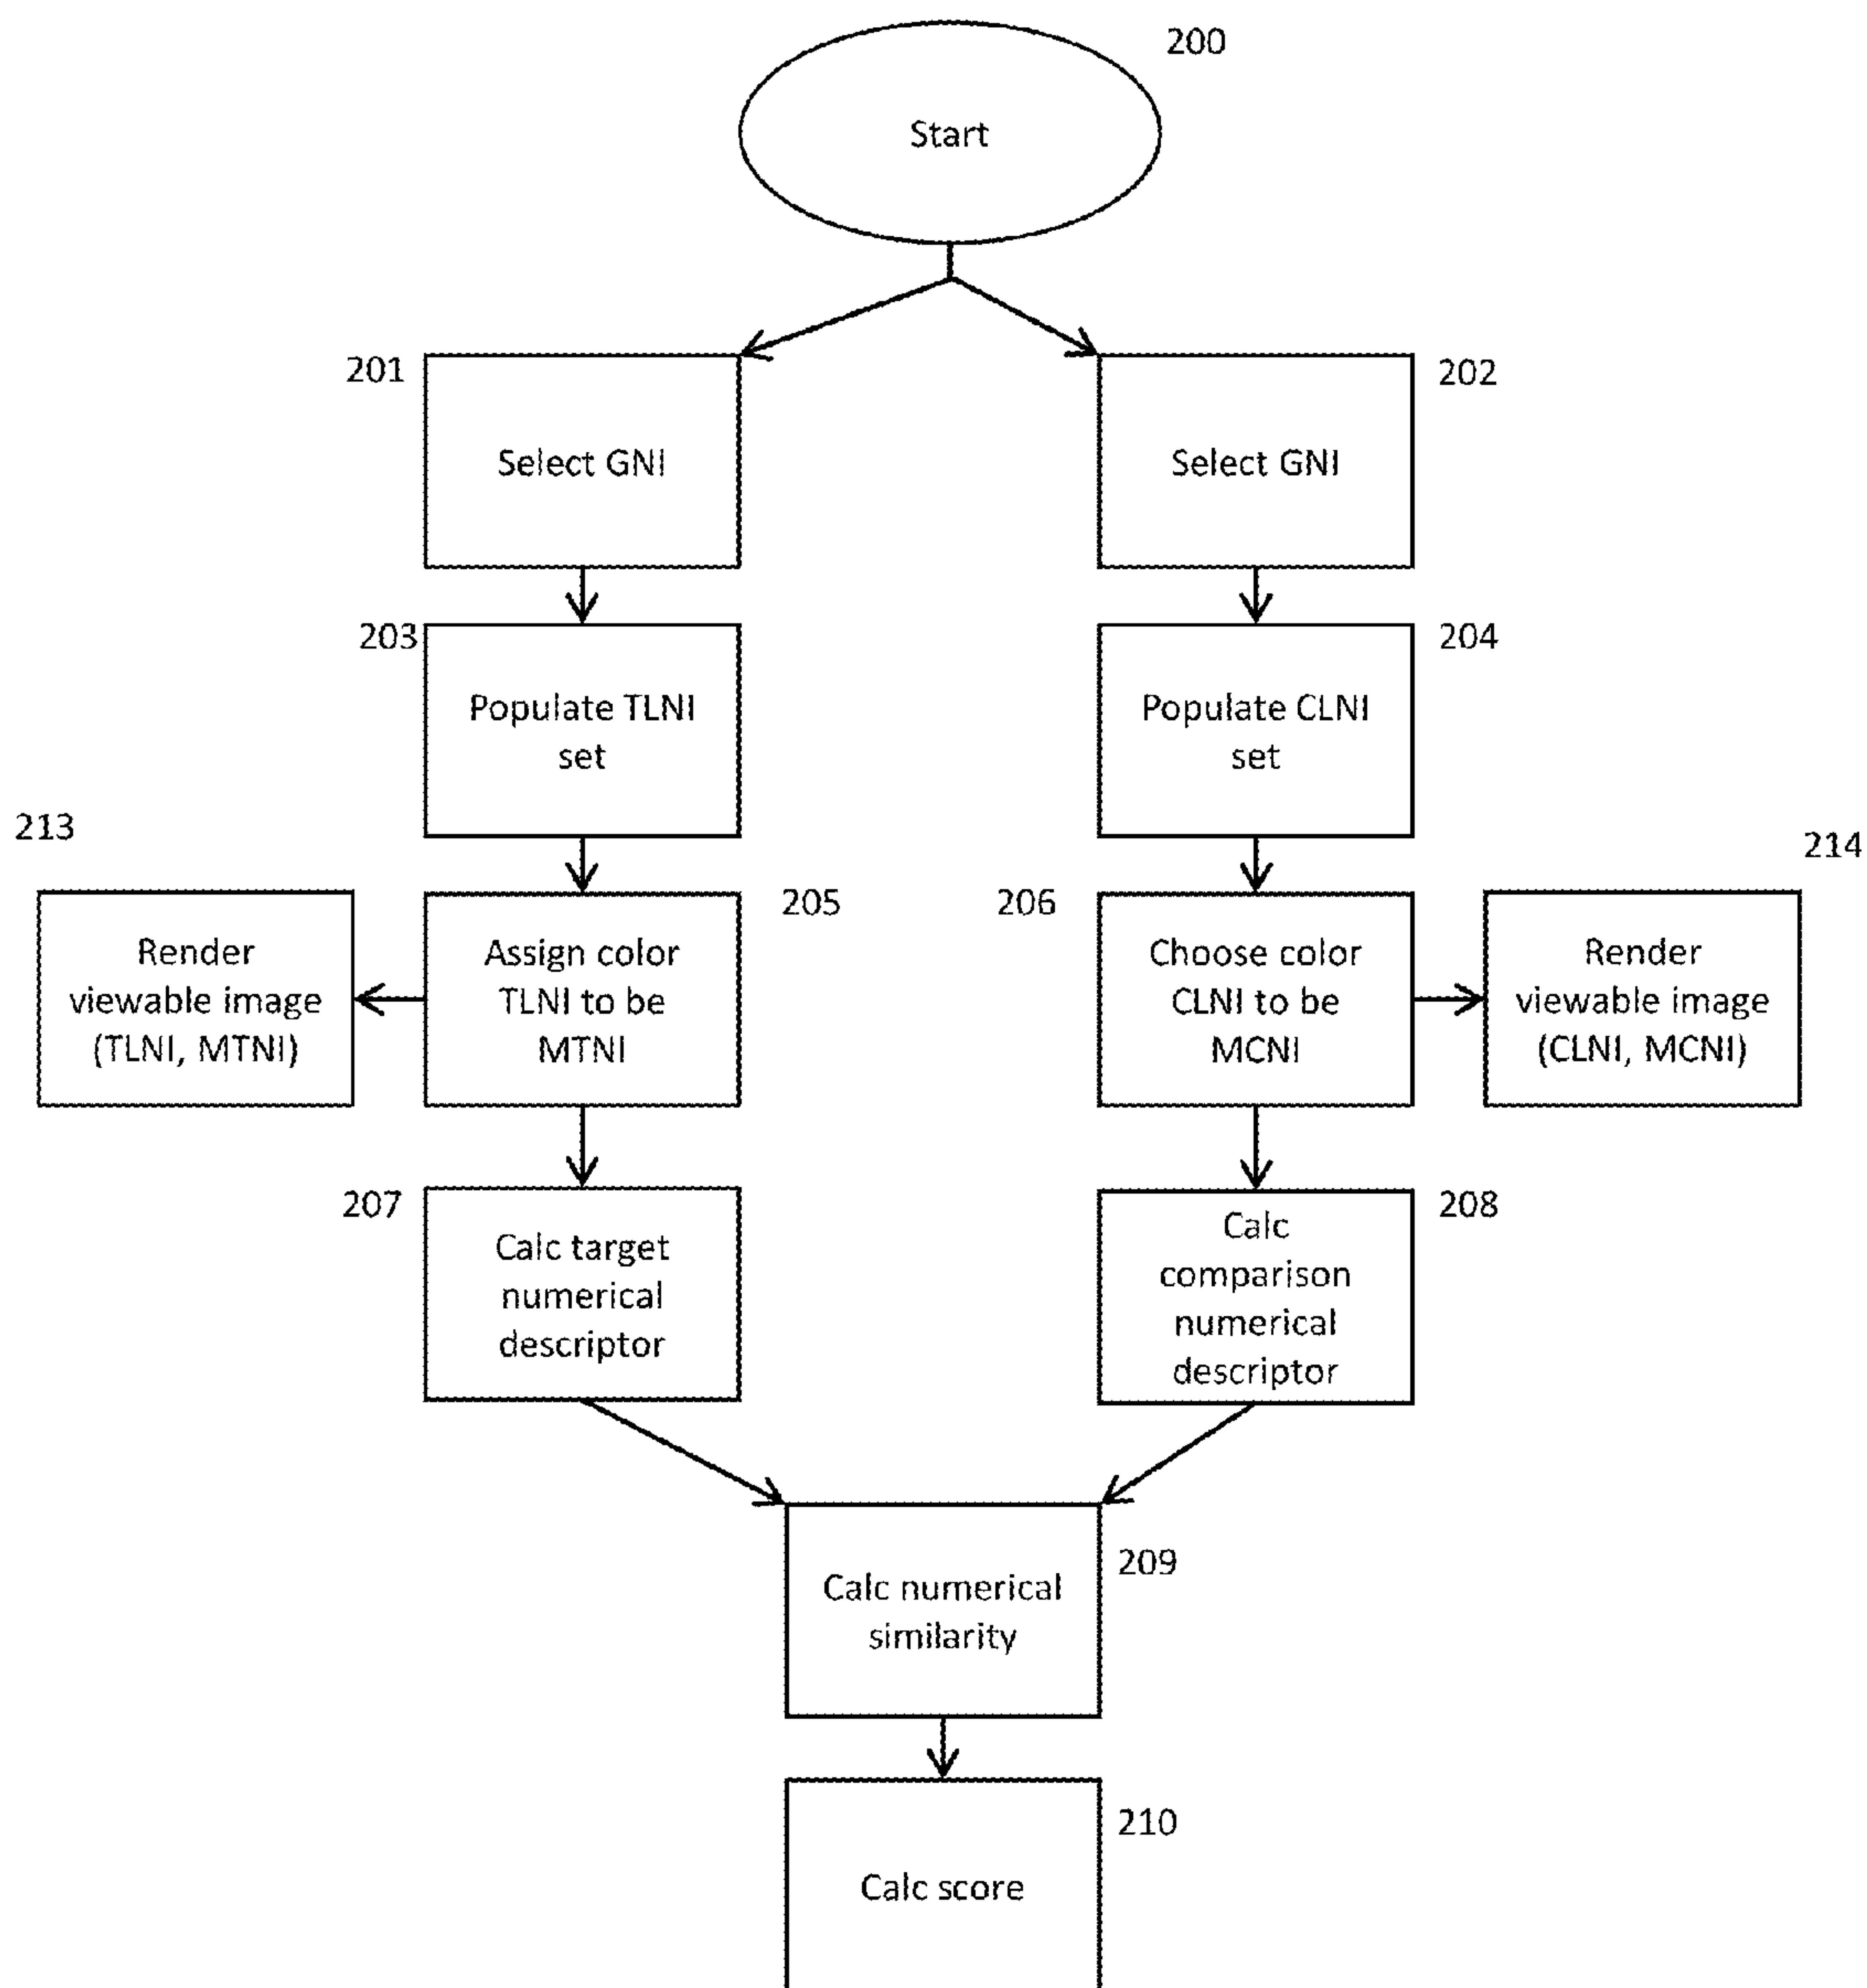 200
Start
201
202
Select GNI
Select GNI
203
204
Populate TLNI
set
Populate CLNI
set
213
214
205
206
Render
viewable image
(TLNI, MTNI)
Assign color
TLNI to be
MTNI
Choose color
CLNI to be
MCNI
Render
viewable image
(CLNI, MCNI)
207
208
Calc target
numerical
descriptor
Calc
comparison
numerical
descriptor
209
Calc numerical
similarity
210
Calc score